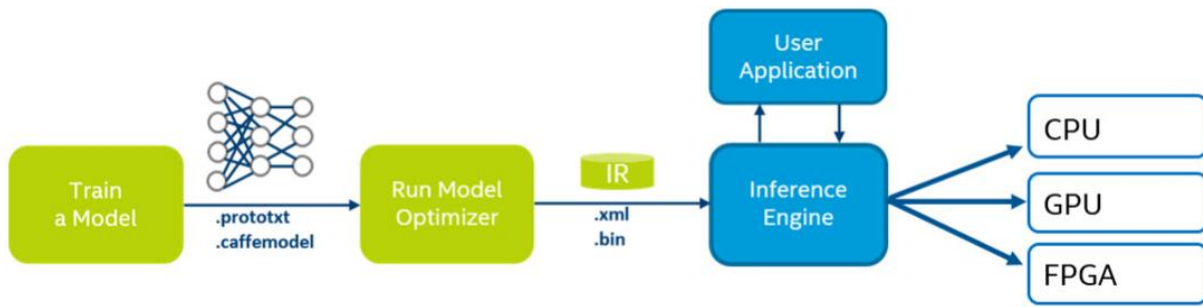 Train
a Model
.prototxt
.caffemodel
Run Model
Optimizer
IR
.xml
.bin
User
Application
Inference
Engine
CPU
GPU
FPGA